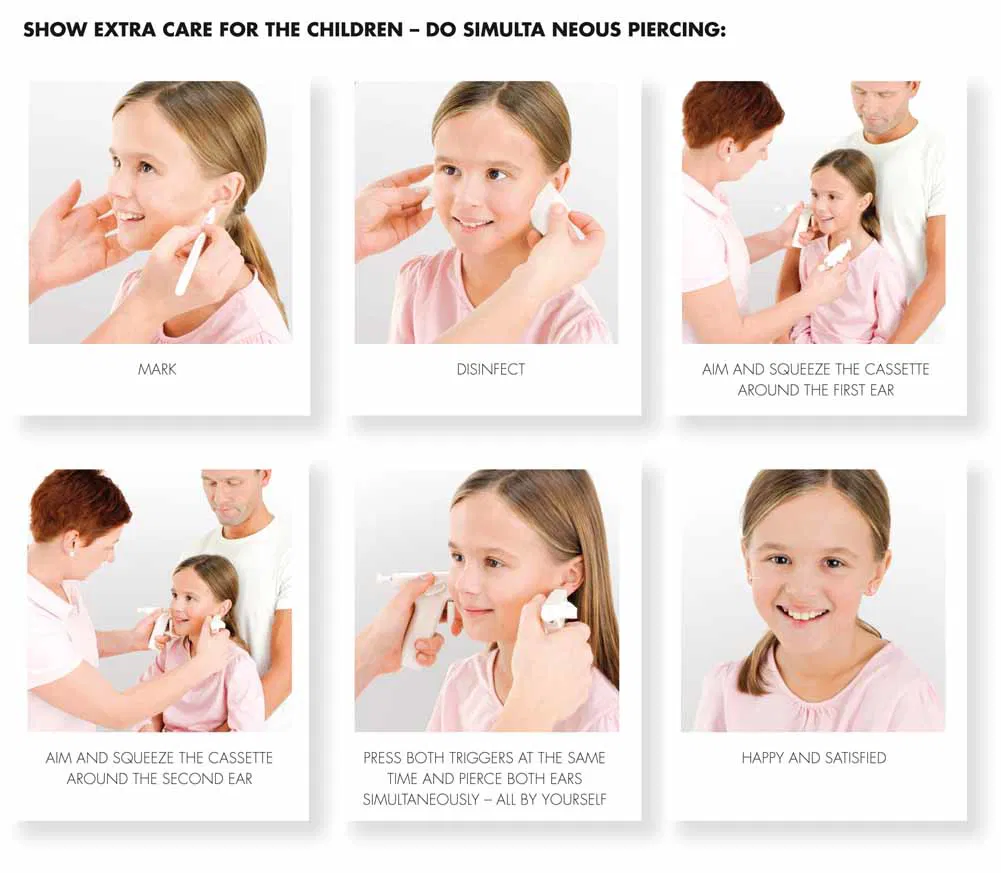 SHOW EXTRA CARE FOR THE CHILDREN – DO SIMULTA NEOUS PIERCING:
MARK
DISINFECT
AIM AND SQUEEZE THE CASSETTE
AROUND THE FIRST EAR
AIM AND SQUEEZE THE CASSETTE
AROUND THE SECOND EAR
PRESS BOTH TRIGGERS AT THE SAME
TIME AND PIERCE BOTH EARS
SIMULTANEOUSLY – ALL BY YOURSELF
HAPPY AND SATISFIED